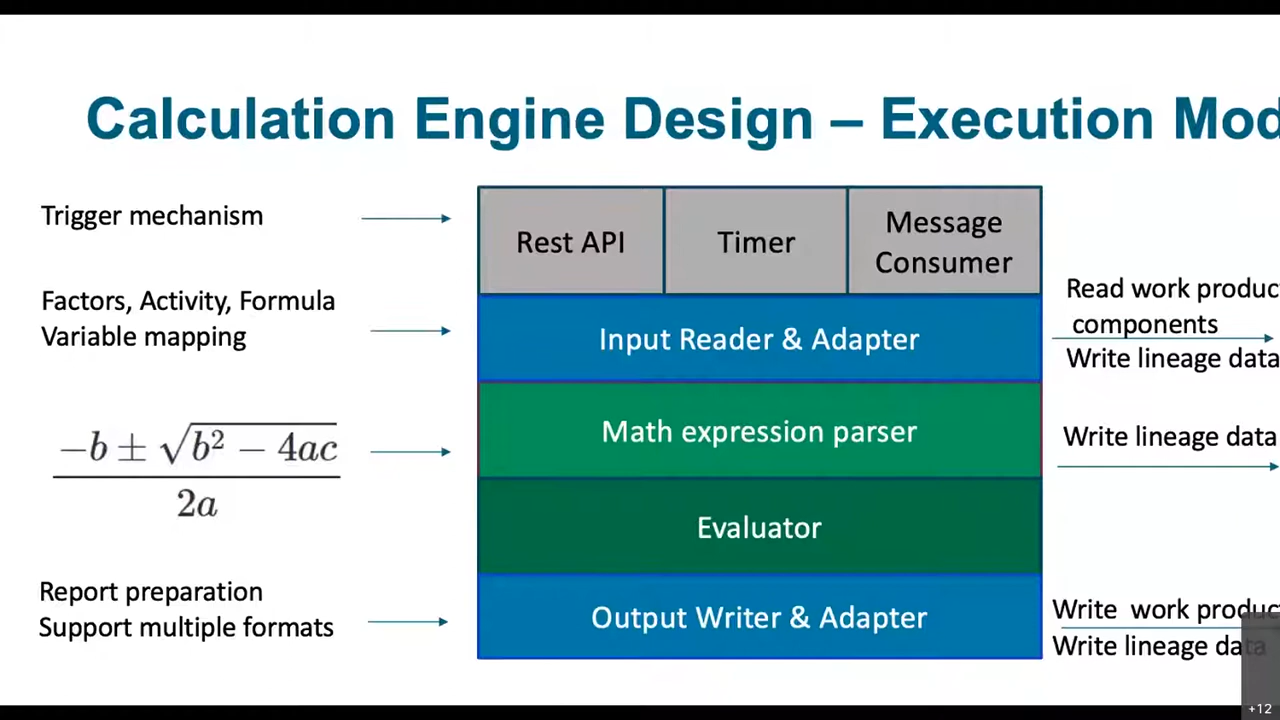 Calculation Engine Design – Execution Mod
Trigger mechanism
Rest API
Timer
Message
Consumer
Factors, Activity, Formula
Variable mapping
Input Reader & Adapter
Read work produc
components
Write lineage data
−b ± √b² − 4ac
2a
Math expression parser
Write lineage data
Evaluator
Report preparation
Support multiple formats
Output Writer & Adapter
Write work produc
Write lineage data
+12